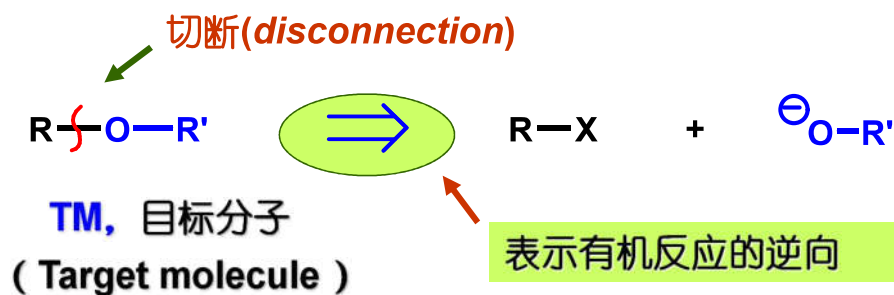 切断(disconnection)
R—O—R' R—X + ⊖O—R'
TM, 目标分子
( Target molecule )
表示有机反应的逆向